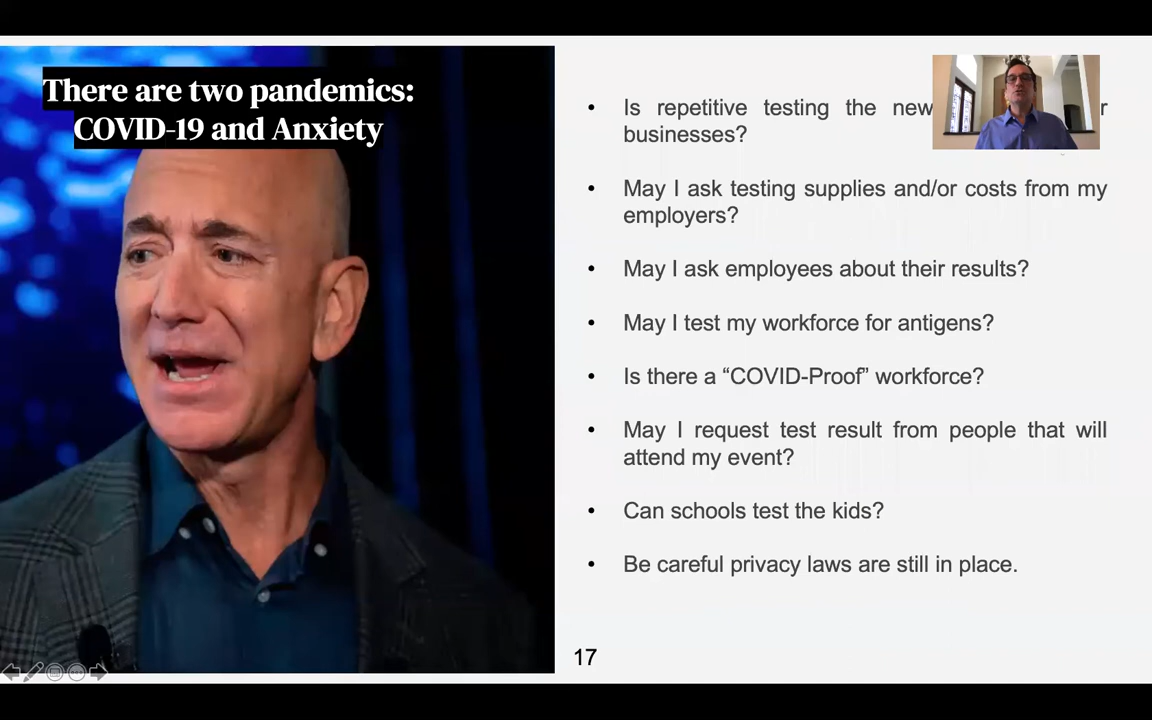 There are two pandemics:
COVID-19 and Anxiety
• Is repetitive testing the new r
businesses?
• May I ask testing supplies and/or costs from my
employers?
• May I ask employees about their results?
• May I test my workforce for antigens?
• Is there a “COVID-Proof” workforce?
• May I request test result from people that will
attend my event?
• Can schools test the kids?
• Be careful privacy laws are still in place.
17